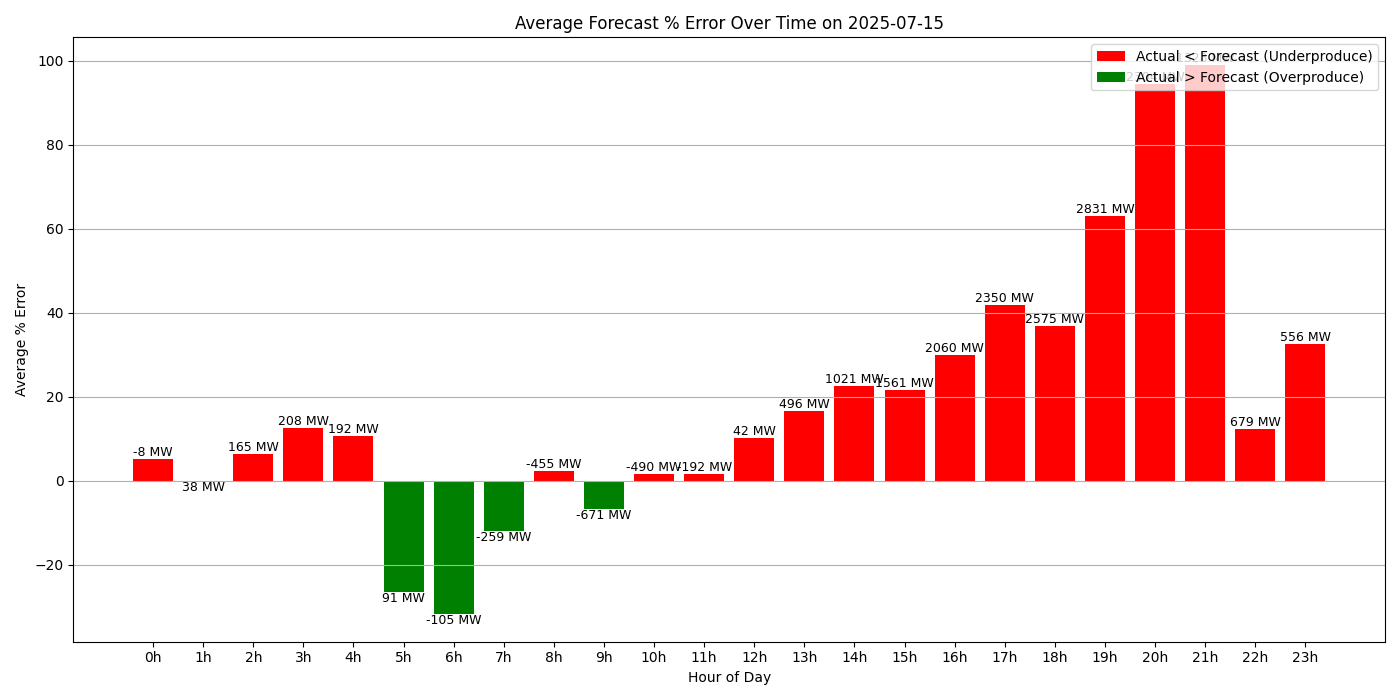 Average Forecast % Error Over Time on 2025-07-15
Actual < Forecast (Underproduce)
Actual > Forecast (Overproduce)
Average % Error
100
80
60
40
20
0
−20
-8 MW
38 MW
165 MW
208 MW
192 MW
91 MW
-105 MW
-259 MW
-455 MW
-671 MW
-490 MW
-192 MW
42 MW
496 MW
1021 MW
1561 MW
2060 MW
2350 MW
2575 MW
2831 MW
679 MW
556 MW
0h 1h 2h 3h 4h 5h 6h 7h 8h 9h 10h 11h 12h 13h 14h 15h 16h 17h 18h 19h 20h 21h 22h 23h
Hour of Day